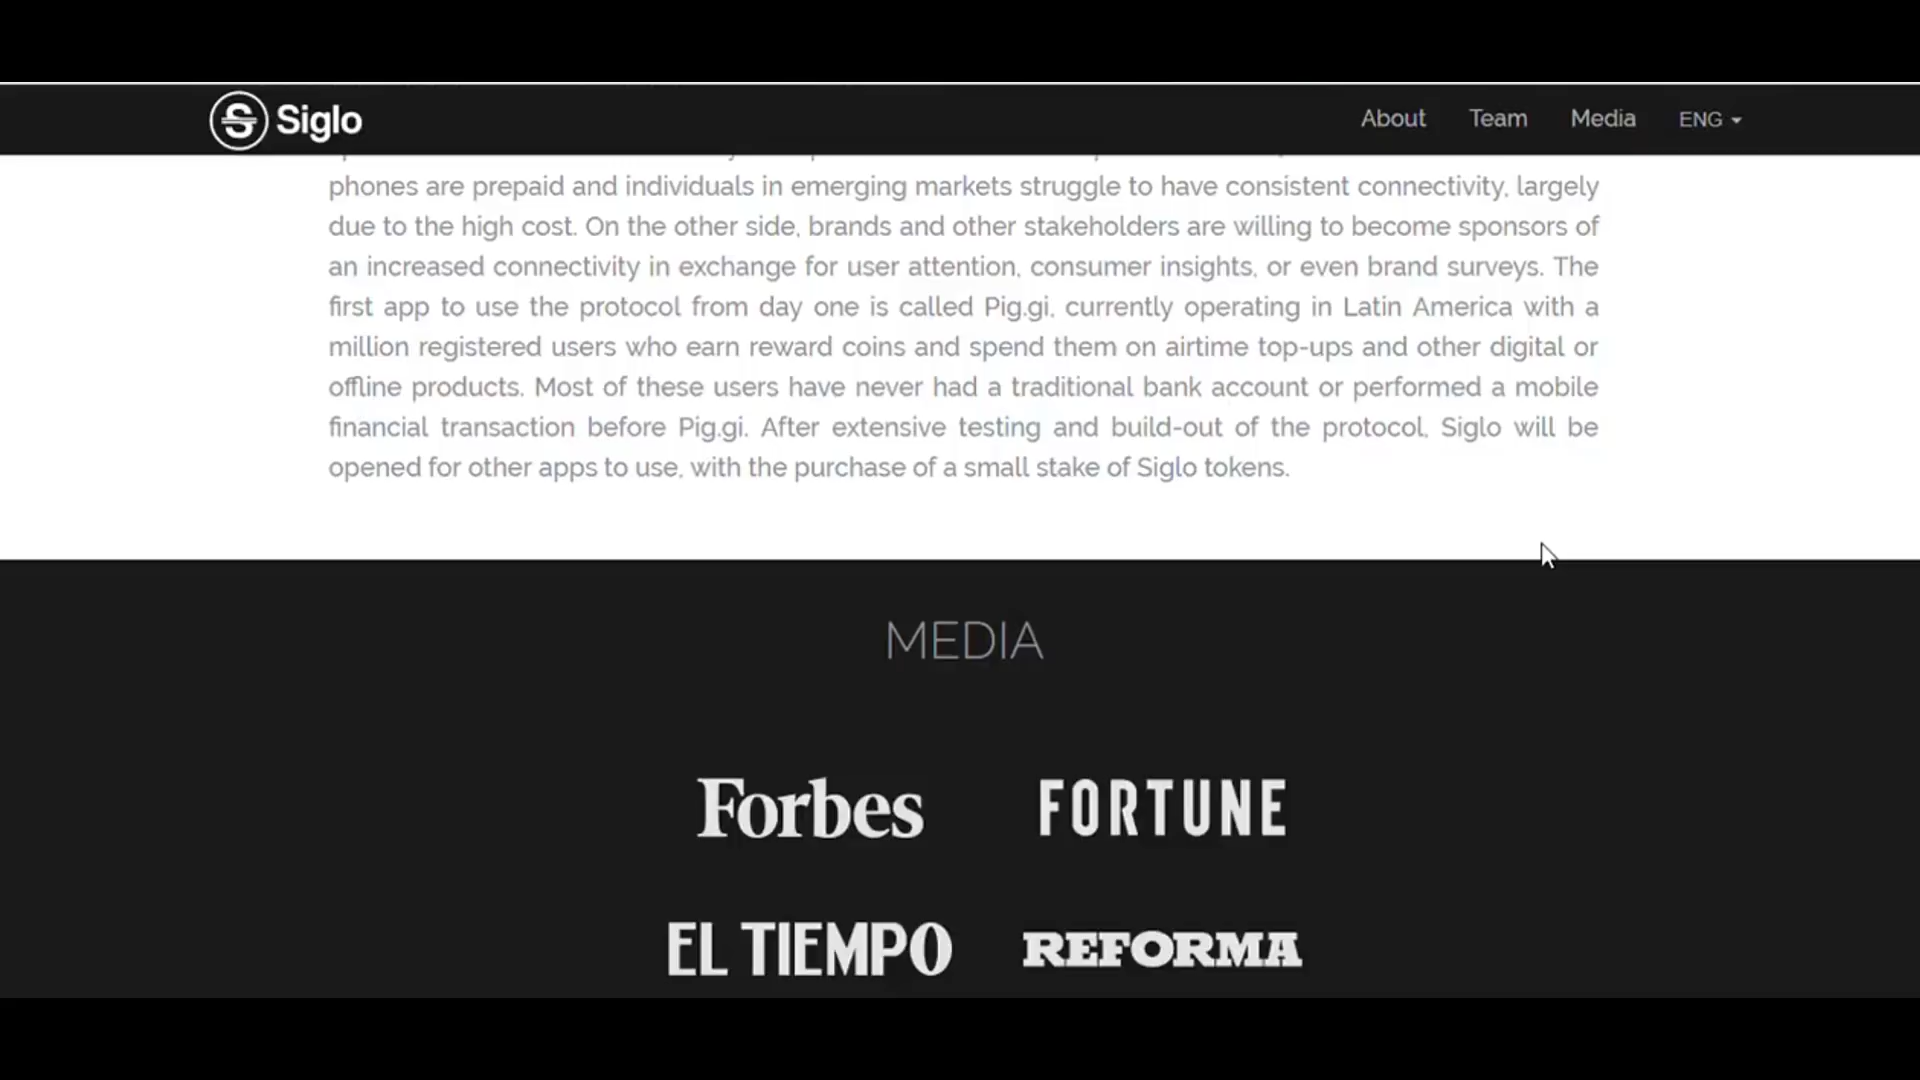 Siglo
About Team Media ENG
phones are prepaid and individuals in emerging markets struggle to have consistent connectivity, largely
due to the high cost. On the other side, brands and other stakeholders are willing to become sponsors of
an increased connectivity in exchange for user attention, consumer insights, or even brand surveys. The
first app to use the protocol from day one is called Pig.gi, currently operating in Latin America with a
million registered users who earn reward coins and spend them on airtime top-ups and other digital or
offline products. Most of these users have never had a traditional bank account or performed a mobile
financial transaction before Pig.gi. After extensive testing and build-out of the protocol, Siglo will be
opened for other apps to use, with the purchase of a small stake of Siglo tokens.
MEDIA
Forbes FORTUNE
EL TIEMPO REFORMA